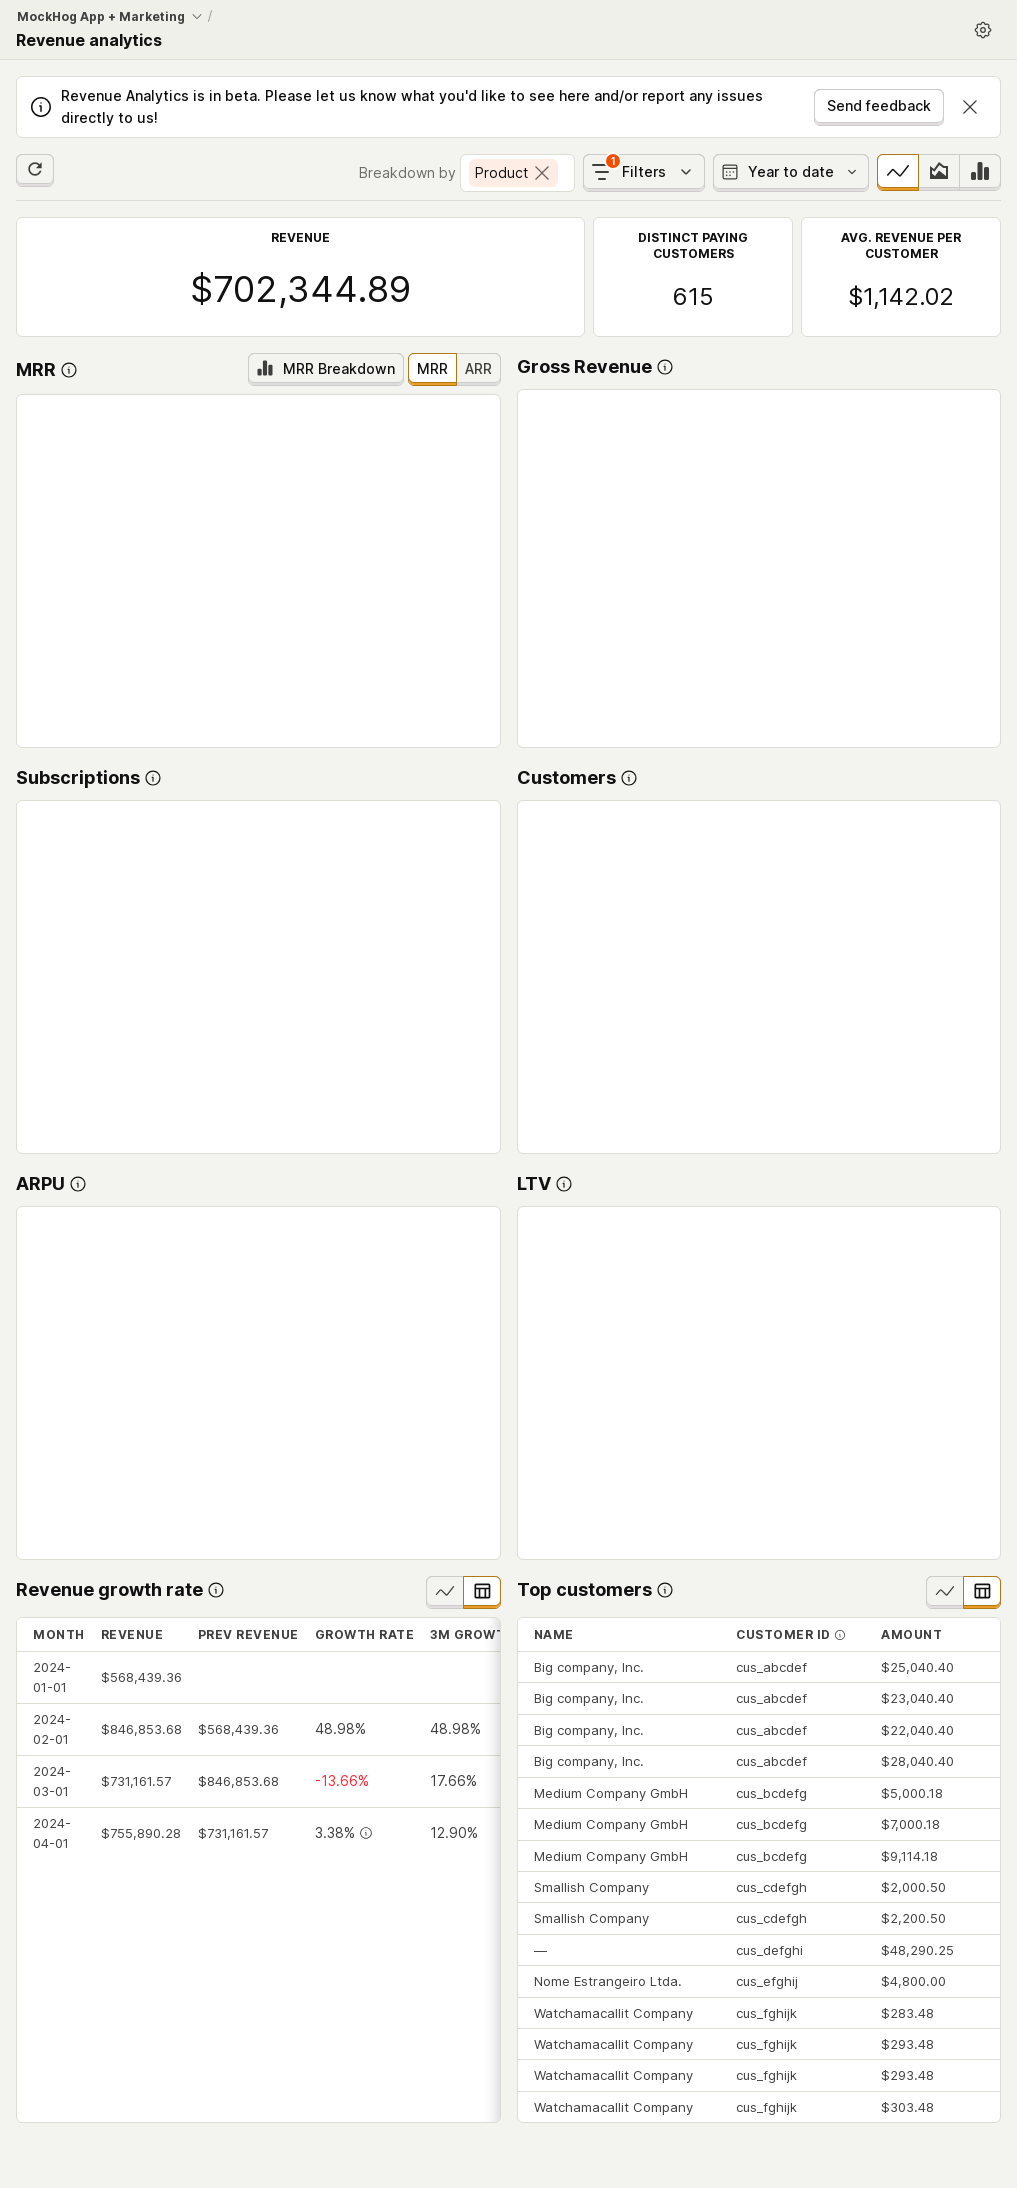 MockHog App + Marketing /
Revenue analytics
Revenue Analytics is in beta. Please let us know what you'd like to see here and/or report any issues
directly to us!
Send feedback
Breakdown by Product 1 Filters Year to date
REVENUE
$702,344.89
DISTINCT PAYING
CUSTOMERS
615
AVG. REVENUE PER
CUSTOMER
$1,142.02
MRR MRR Breakdown MRR ARR
Gross Revenue
Subscriptions
Customers
ARPU
LTV
Revenue growth rate
MONTH REVENUE PREV REVENUE GROWTH RATE 3M GROWT
2024-
01-01 $568,439.36
2024-
02-01 $846,853.68 $568,439.36 48.98% 48.98%
2024-
03-01 $731,161.57 $846,853.68 -13.66% 17.66%
2024-
04-01 $755,890.28 $731,161.57 3.38% 12.90%
Top customers
NAME CUSTOMER ID AMOUNT
Big company, Inc. cus_abcdef $25,040.40
Big company, Inc. cus_abcdef $23,040.40
Big company, Inc. cus_abcdef $22,040.40
Big company, Inc. cus_abcdef $28,040.40
Medium Company GmbH cus_bcdefg $5,000.18
Medium Company GmbH cus_bcdefg $7,000.18
Medium Company GmbH cus_bcdefg $9,114.18
Smallish Company cus_cdefgh $2,000.50
Smallish Company cus_cdefgh $2,200.50
— cus_defghi $48,290.25
Nome Estrangeiro Ltda. cus_efghij $4,800.00
Watchamacallit Company cus_fghijk $283.48
Watchamacallit Company cus_fghijk $293.48
Watchamacallit Company cus_fghijk $293.48
Watchamacallit Company cus_fghijk $303.48